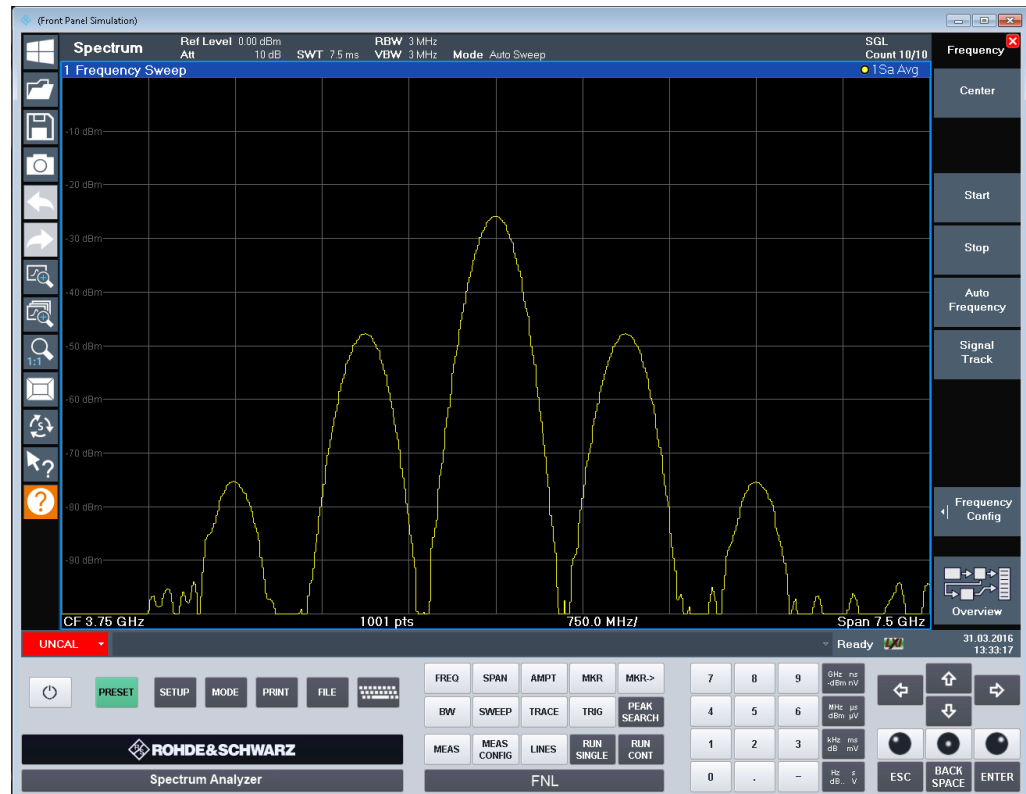 (Front Panel Simulation)
Spectrum
Ref Level 0.00 dBm RBW 3 MHz
Att 10 dB SWT 7.5 ms VBW 3 MHz Mode Auto Sweep
SGL
Count 10/10
1 Frequency Sweep
1Sa Avg
-10 dBm
-20 dBm
-30 dBm
-40 dBm
-50 dBm
-60 dBm
-70 dBm
-80 dBm
-90 dBm
CF 3.75 GHz 1001 pts 750.0 MHz/ Span 7.5 GHz
1:1
S
?
?
Frequency
Center
Start
Stop
Auto
Frequency
Signal
Track
Frequency
Config
Overview
UNCAL
Ready
31.03.2016
13:33:17
PRESET SETUP MODE PRINT FILE
FREQ SPAN AMPT MKR MKR->
BW SWEEP TRACE TRIG PEAK
SEARCH
MEAS MEAS
CONFIG LINES RUN
SINGLE RUN
CONT
FNL
7 8 9 GHz ns
-dBm nV
4 5 6 MHz µs
dBm µV
1 2 3 kHz ms
dB mV
0 . - Hz s
dB.. V
ESC BACK
SPACE ENTER
ROHDE&SCHWARZ
Spectrum Analyzer